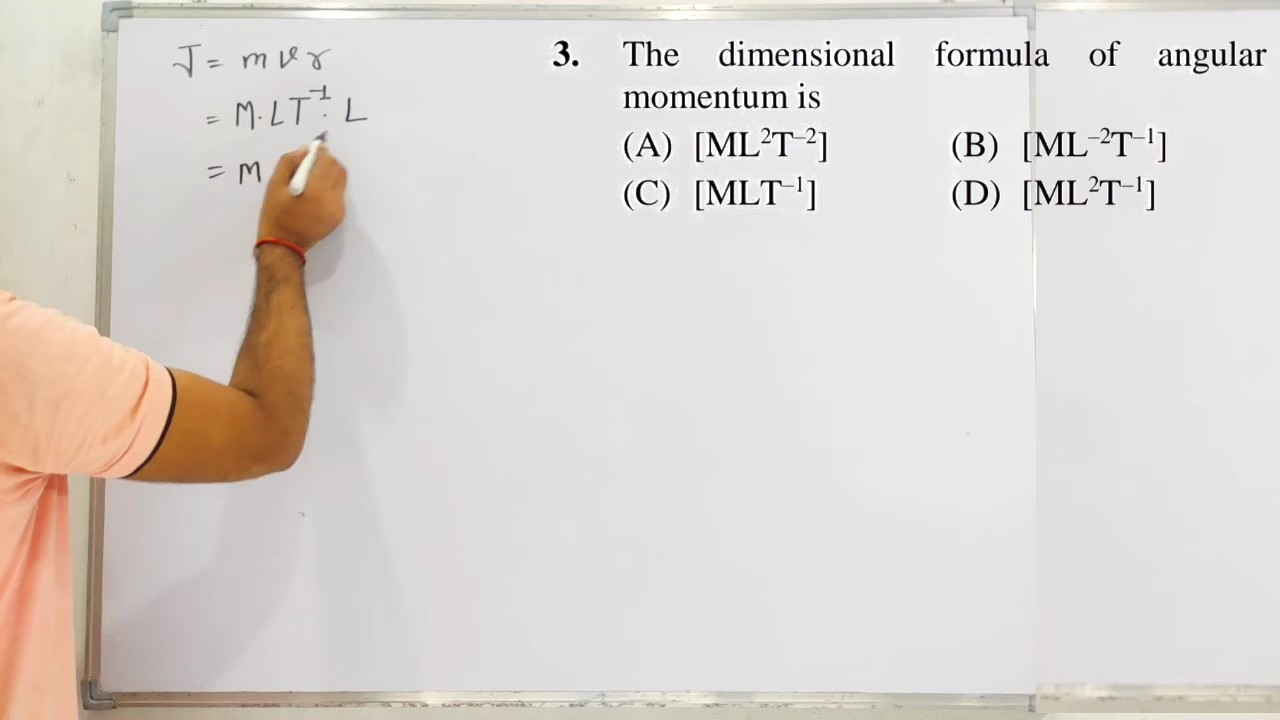 J = m v r
= M.LT⁻¹. L
= M
3. The dimensional formula of angular
momentum is
(A) [ML²T⁻²] (B) [ML⁻²T⁻¹]
(C) [MLT⁻¹] (D) [ML²T⁻¹]